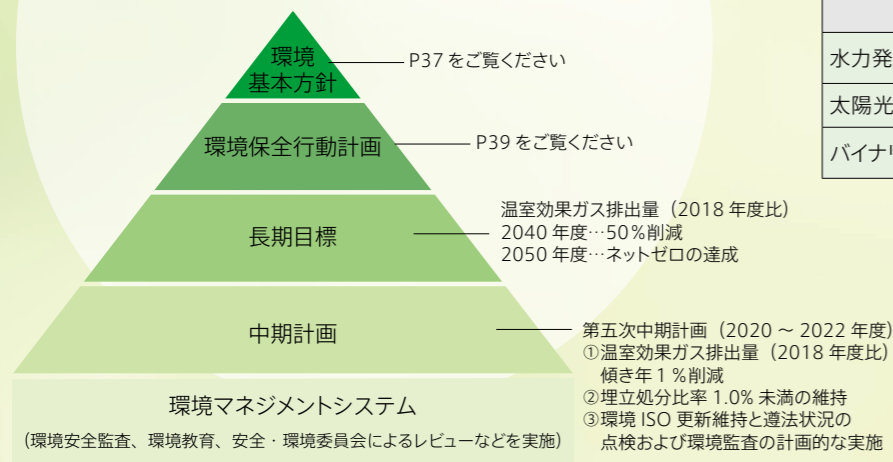 環境
基本方針
P37 をご覧ください
環境保全行動計画
P39 をご覧ください
長期目標
温室効果ガス排出量（2018 年度比）
2040 年度…50％削減
2050 年度…ネットゼロの達成
中期計画
第五次中期計画（2020 ～ 2022 年度）
①温室効果ガス排出量（2018 年度比）
傾き年 1 ％削減
②埋立処分比率 1.0% 未満の維持
③環境 ISO 更新維持と遵法状況の
点検および環境監査の計画的な実施
環境マネジメントシステム
（環境安全監査、環境教育、安全・環境委員会によるレビューなどを実施）
水力発
太陽光
バイナリ